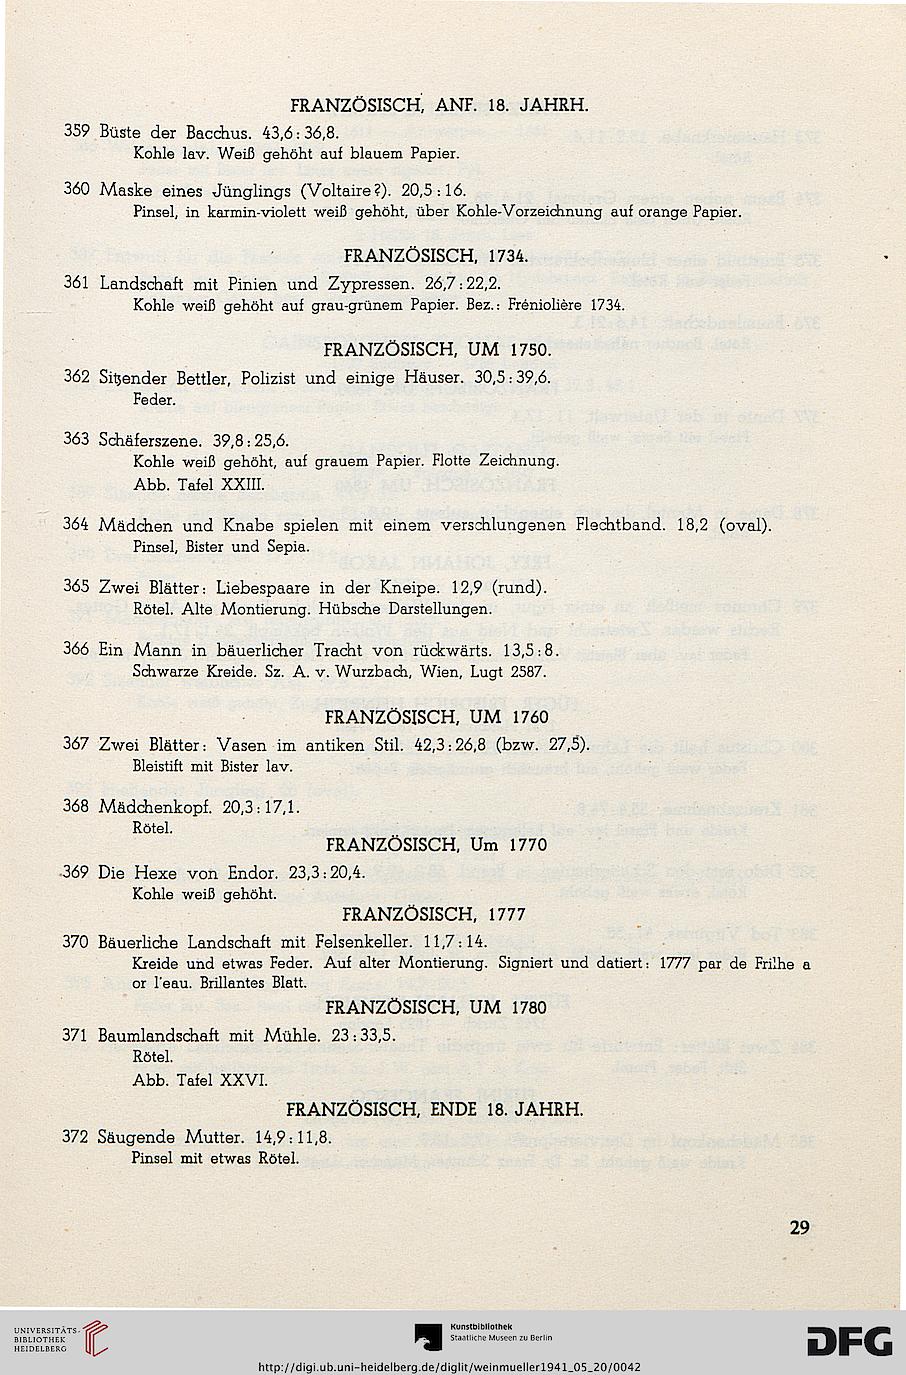 FRANZÖSISCH, ANF. 18. JAHRH.
359 Büste der Bacchus. 43,6:36,8.
Kohle lav. Weiß gehöht auf blauem Papier.
360 Maske eines Jünglings (Voltaire?). 20,5:16.
Pinsel, in karmin-violett weiß gehöht, über Kohle-Vorzeichnung auf orange Papier.
FRANZÖSISCH, 1734.
361 Landschaft mit Pinien und Zypressen. 26,7:22,2.
Kohle weiß gehöht auf grau-grünem Papier. Bez.: Fréniolière 1734.
FRANZÖSISCH, UM 1750.
362 Sitzender Bettler, Polizist und einige Häuser. 30,5:39,6.
Feder.
363 Schäferszene. 39,8:25,6.
Kohle weiß gehöht, auf grauem Papier. Flotte Zeichnung.
Abb. Tafel XXIII.
364 Mädchen und Knabe spielen mit einem verschlungenen Flechtband. 18,2 (oval).
Pinsel, Bister und Sepia.
365 Zwei Blätter: Liebespaare in der Kneipe. 12,9 (rund).
Rötel. Alte Montierung. Hübsche Darstellungen.
366 Ein Mann in bäuerlicher Tracht von rückwärts. 13,5:8.
Schwarze Kreide. Sz. A. v. Wurzbach, Wien, Lugt 2587.
FRANZÖSISCH, UM 1760
367 Zwei Blätter: Vasen im antiken Stil. 42,3:26,8 (bzw. 27,5).
Bleistift mit Bister lav.
368 Mädchenkopf. 20,3:17,1.
Rötel.
FRANZÖSISCH, Um 1770
369 Die Hexe von Endor. 23,3:20,4.
Kohle weiß gehöht.
FRANZÖSISCH, 1777
370 Bäuerliche Landschaft mit Felsenkeller. 11,7:14.
Kreide und etwas Feder. Auf alter Montierung. Signiert und datiert: 1777 par de Frilhe a
or l'eau. Brillantes Blatt.
FRANZÖSISCH, UM 1780
371 Baumlandschaft mit Mühle. 23:33,5.
Rötel.
Abb. Tafel XXVI.
FRANZÖSISCH, ENDE 18. JAHRH.
372 Säugende Mutter. 14,9:11,8.
Pinsel mit etwas Rötel.
29
UNIVERSITÄTS-
BIBLIOTHEK
HEIDELBERG
Kunstbibliothek
Staatliche Museen zu Berlin
DFG
http://digi.ub.uni-heidelberg.de/diglit/weinmueller1941_05_20/0042